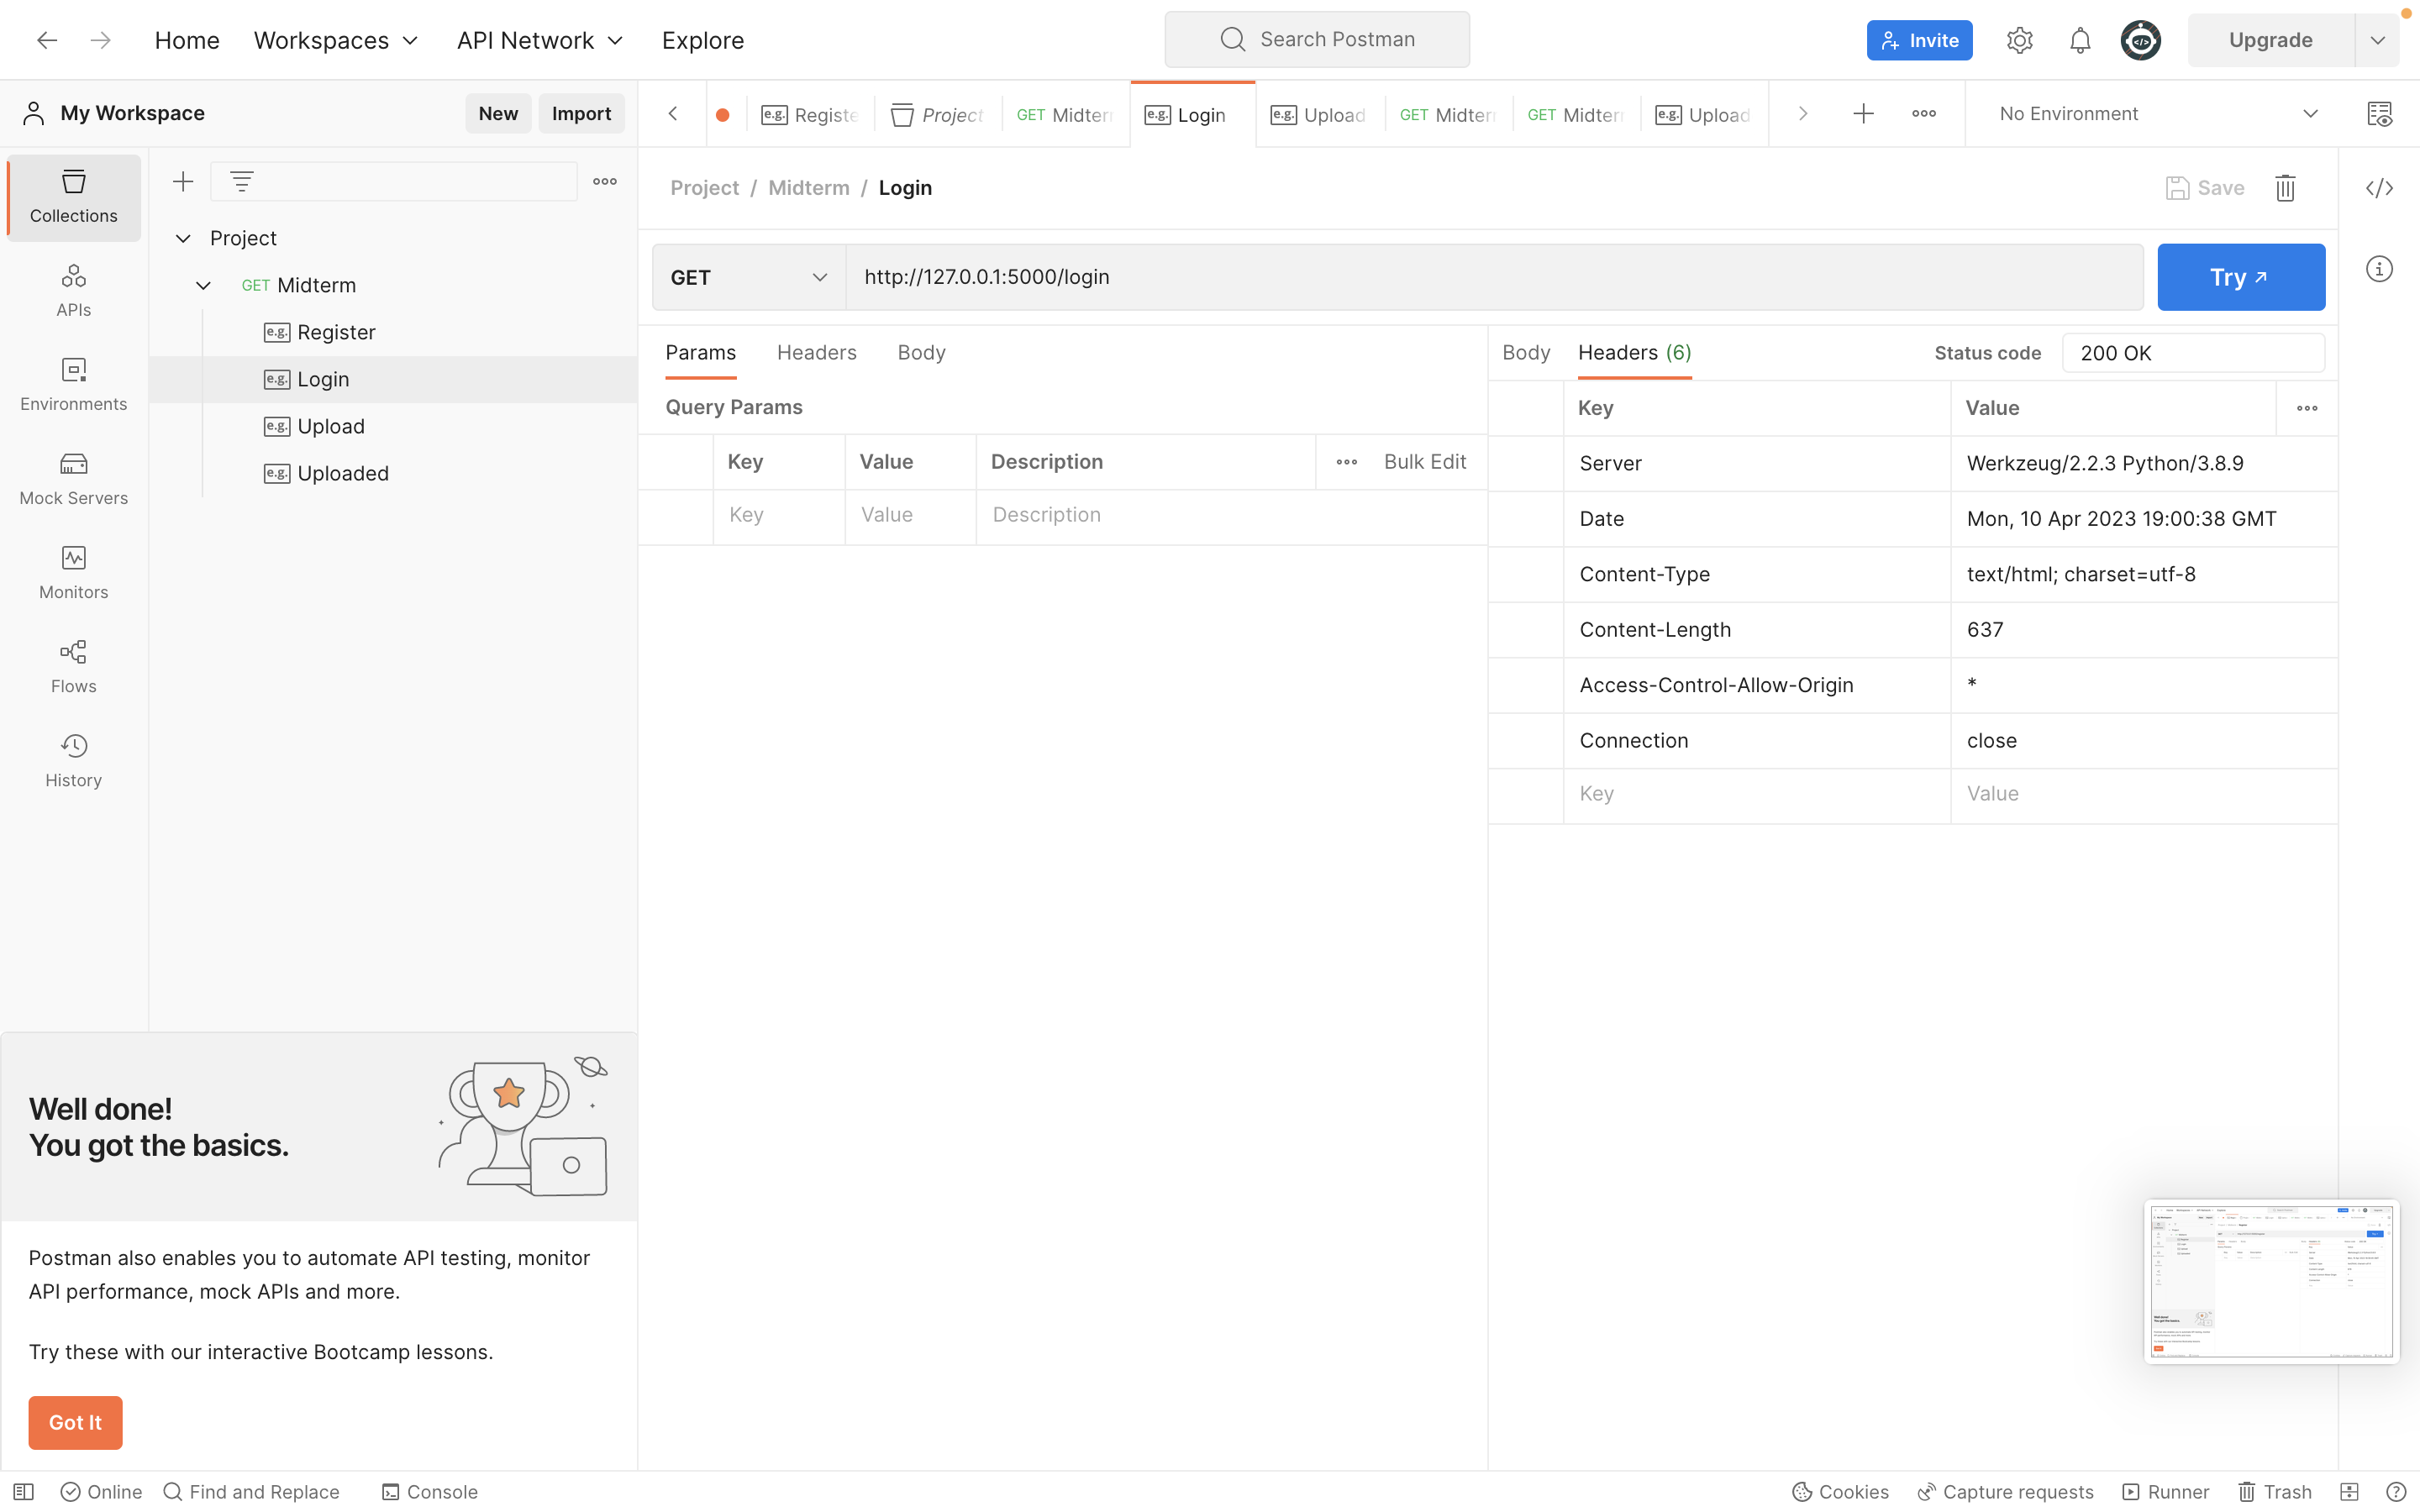 Home Workspaces API Network Explore Search Postman Invite Upgrade
My Workspace New Import
e.g. Registe Project GET Midterm e.g. Login e.g. Upload GET Midter GET Midter e.g. Upload No Environment
Collections
APIs
Environments
Mock Servers
Monitors
Flows
History
Project
GET Midterm
e.g. Register
e.g. Login
e.g. Upload
e.g. Uploaded
Well done!
You got the basics.
Postman also enables you to automate API testing, monitor
API performance, mock APIs and more.
Try these with our interactive Bootcamp lessons.
Got It
Project / Midterm / Login Save
GET http://127.0.0.1:5000/login Try
Params Headers Body
Query Params
Key Value Description Bulk Edit
Key Value Description
Body Headers (6) Status code 200 OK
Key Value
Server Werkzeug/2.2.3 Python/3.8.9
Date Mon, 10 Apr 2023 19:00:38 GMT
Content-Type text/html; charset=utf-8
Content-Length 637
Access-Control-Allow-Origin *
Connection close
Key Value
Online Find and Replace Console Cookies Capture requests Runner Trash